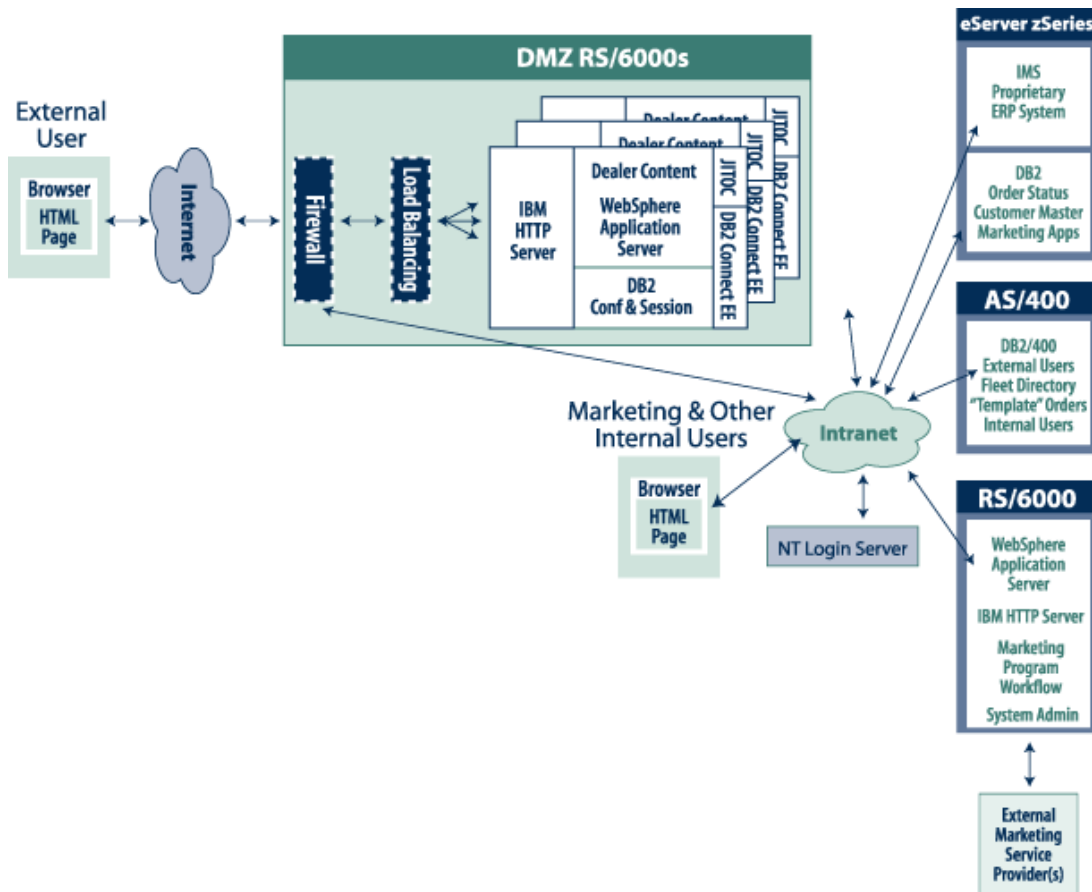 External
User
Browser
HTML
Page
Internet
DMZ RS/6000s
Firewall
Load Balancing
Dealer Content
JITOC
DB2 Connect EE
Dealer Content
JITOC
DB2 Connect EE
IBM
HTTP
Server
Dealer Content
WebSphere
Application
Server
DB2
Conf & Session
JITOC
DB2 Connect EE
eServer zSeries
IMS
Proprietary
ERP System
DB2
Order Status
Customer Master
Marketing Apps
AS/400
DB2/400
External Users
Fleet Directory
"Template" Orders
Internal Users
Intranet
Marketing & Other
Internal Users
Browser
HTML
Page
NT Login Server
RS/6000
WebSphere
Application
Server
IBM HTTP Server
Marketing
Program
Workflow
System Admin
External
Marketing
Service
Provider(s)